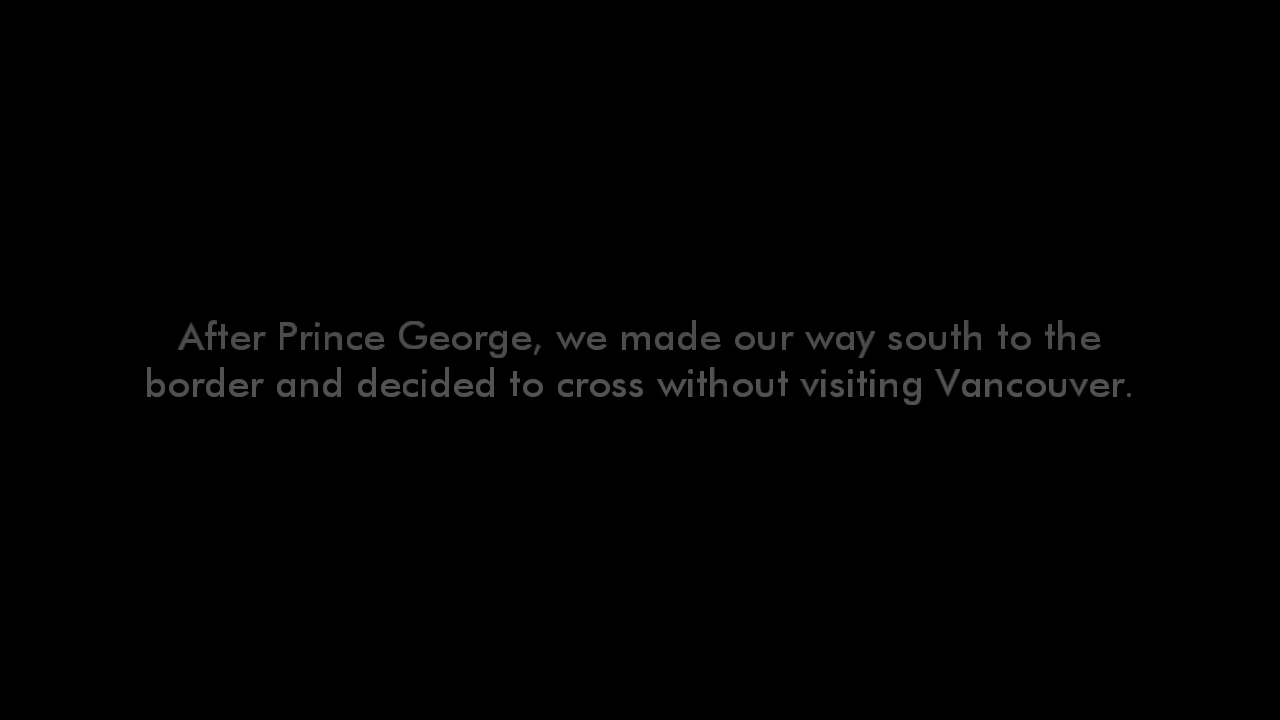 After Prince George, we made our way south to the
border and decided to cross without visiting Vancouver.